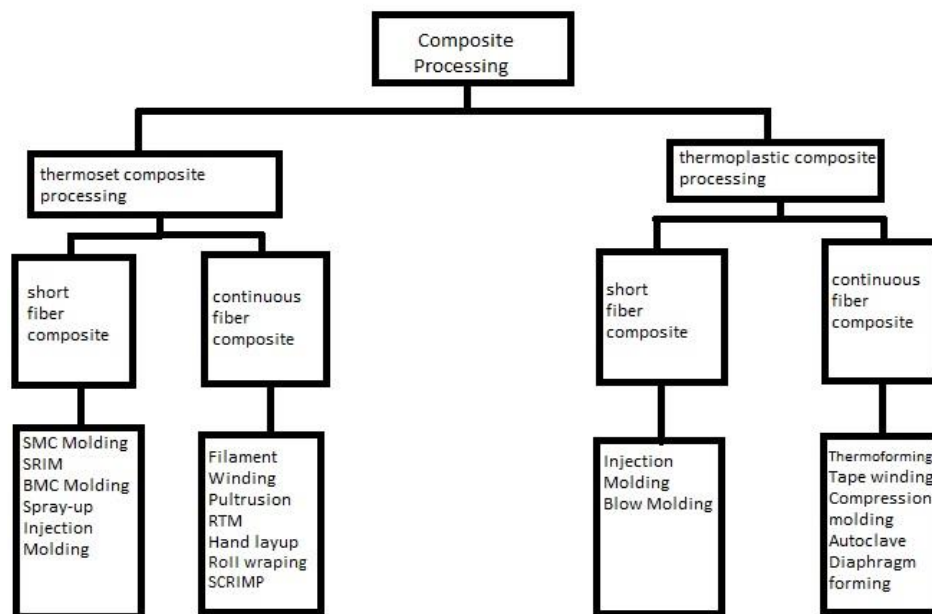 Composite
Processing
thermoset composite
processing
thermoplastic composite
processing
short
fiber
composite
continuous
fiber
composite
short
fiber
composite
continuous
fiber
composite
SMC Molding
SRIM
BMC Molding
Spray-up
Injection
Molding
Filament
Winding
Pultrusion
RTM
Hand layup
Roll wraping
SCRIMP
Injection
Molding
Blow Molding
Thermoforming
Tape winding
Compression
molding
Autoclave
Diaphragm
forming